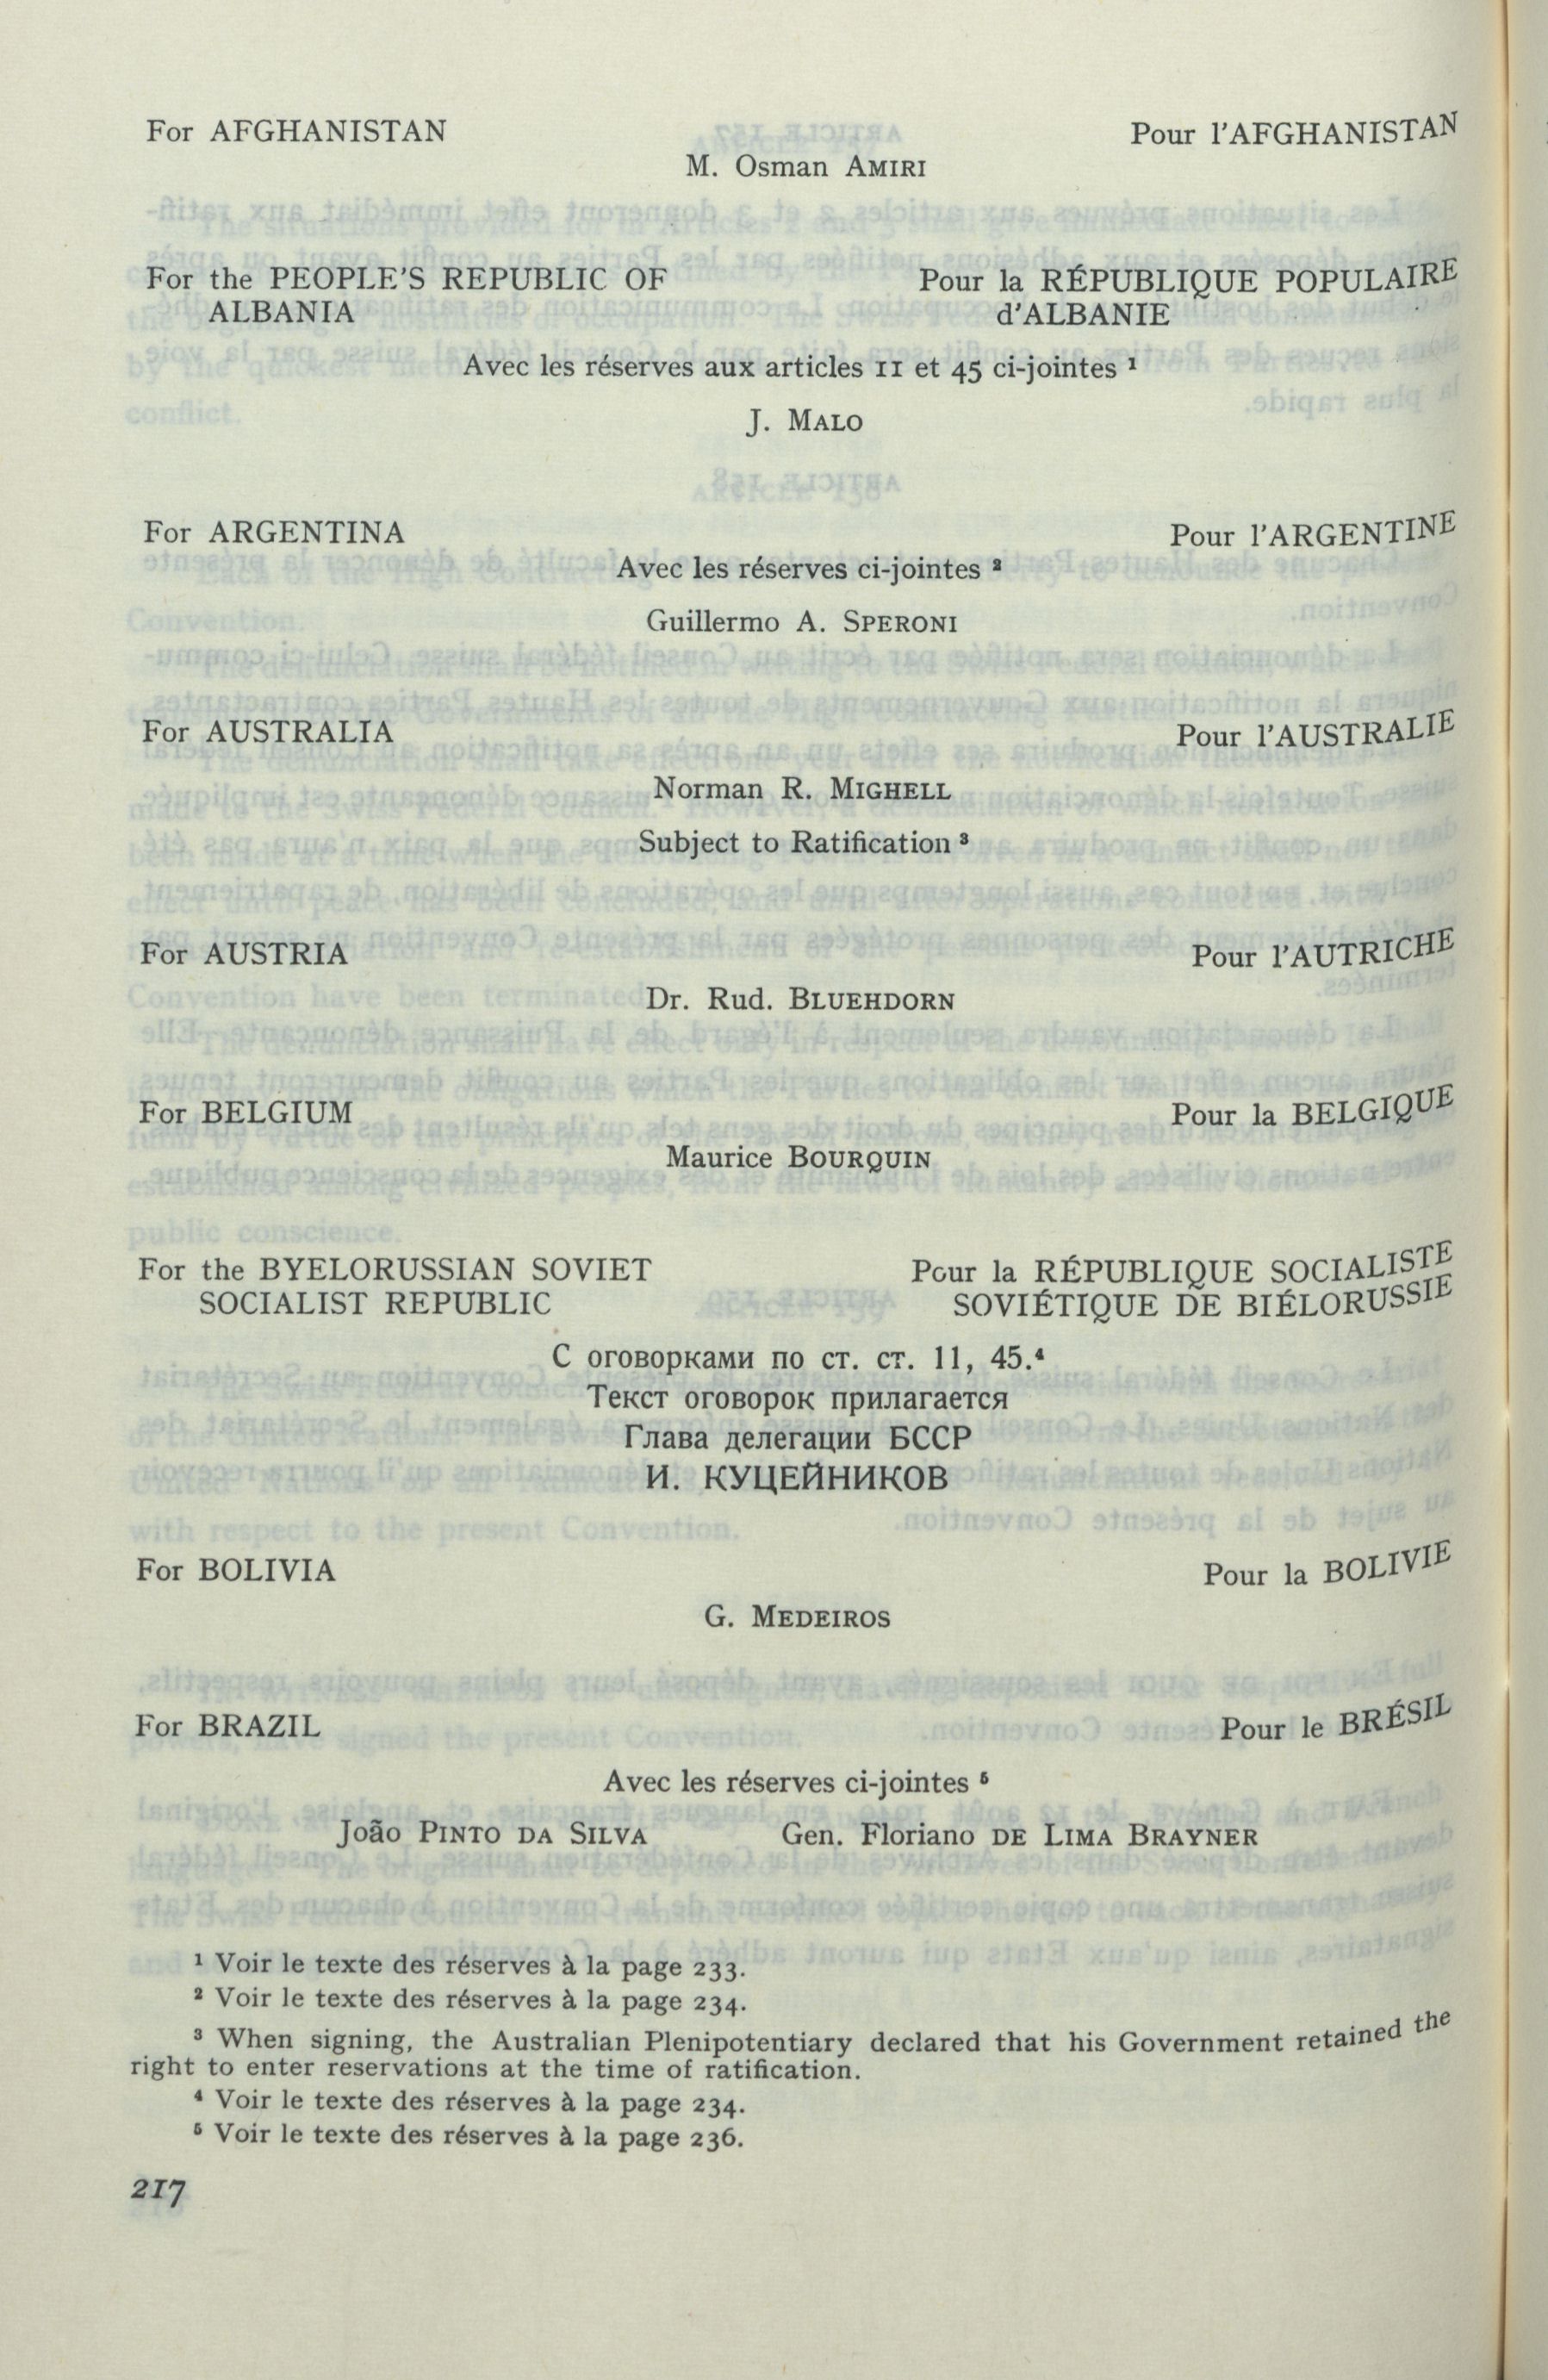 For AFGHANISTAN Pour l'AFGHANISTAN
M. Osman AMIRI
For the PEOPLE'S REPUBLIC OF Pour la RÉPUBLIQUE POPULAIRE
ALBANIA d'ALBANIE
Avec les réserves aux articles 11 et 45 ci-jointes ¹
J. MALO
For ARGENTINA Pour l'ARGENTINE
Avec les réserves ci-jointes ²
Guillermo A. SPERONI
For AUSTRALIA Pour l'AUSTRALIE
Norman R. MIGHELL
Subject to Ratification ³
For AUSTRIA Pour l'AUTRICHE
Dr. Rud. BLUEHDORN
For BELGIUM Pour la BELGIQUE
Maurice BOURQUIN
For the BYELORUSSIAN SOVIET Pour la RÉPUBLIQUE SOCIALISTE
SOCIALIST REPUBLIC SOVIÉTIQUE DE BIÉLORUSSIE
С оговорками по ст. ст. 11, 45.⁴
Текст оговорок прилагается
Глава делегации БССР
И. КУЦЕЙНИКОВ
For BOLIVIA Pour la BOLIVIE
G. MEDEIROS
For BRAZIL Pour le BRÉSIL
Avec les réserves ci-jointes ⁵
João PINTO DA SILVA Gen. Floriano DE LIMA BRAYNER
¹ Voir le texte des réserves à la page 233.
² Voir le texte des réserves à la page 234.
³ When signing, the Australian Plenipotentiary declared that his Government retained the
right to enter reservations at the time of ratification.
⁴ Voir le texte des réserves à la page 234.
⁵ Voir le texte des réserves à la page 236.
217